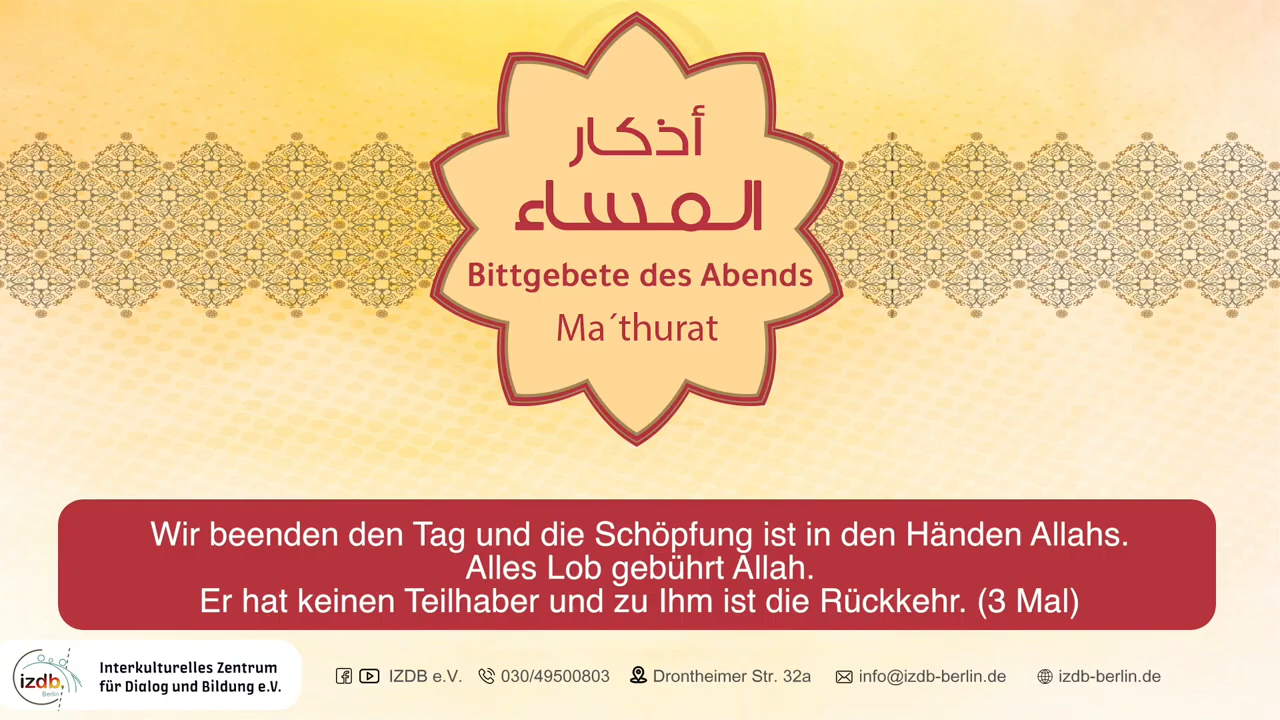 أذكار
المساء
Bittgebete des Abends
Ma´thurat
Wir beenden den Tag und die Schöpfung ist in den Händen Allahs.
Alles Lob gebührt Allah.
Er hat keinen Teilhaber und zu Ihm ist die Rückkehr. (3 Mal)
izdb.
Berlin
Interkulturelles Zentrum
für Dialog und Bildung e.V.
IZDB e.V. 030/49500803 Drontheimer Str. 32a info@izdb-berlin.de izdb-berlin.de